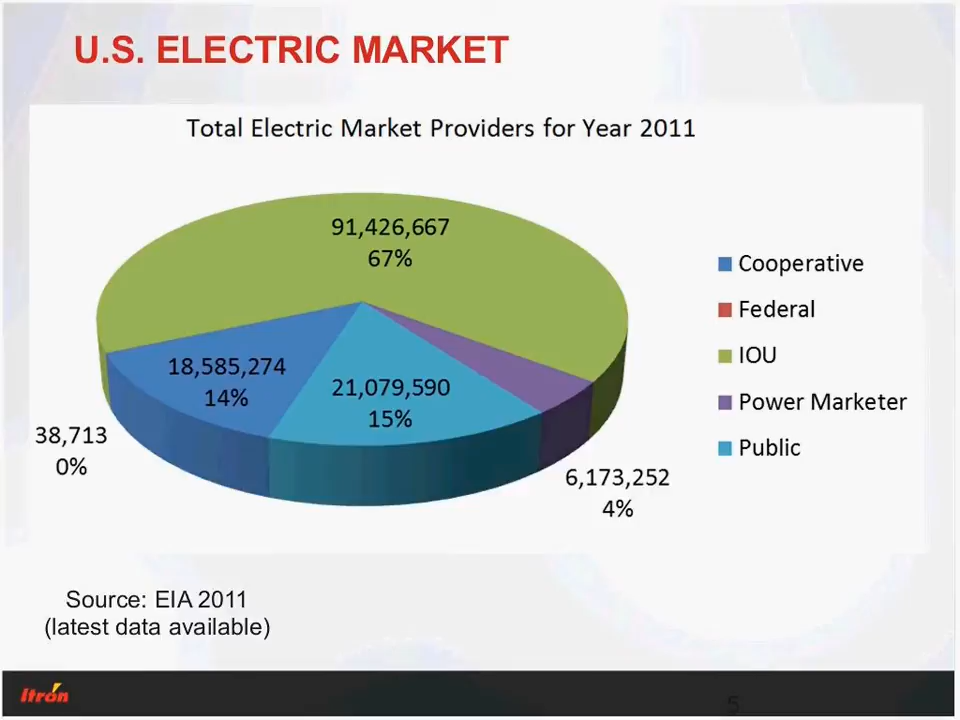 U.S. ELECTRIC MARKET
Total Electric Market Providers for Year 2011
91,426,667
67%
18,585,274
14%
21,079,590
15%
38,713
0%
6,173,252
4%
Cooperative
Federal
IOU
Power Marketer
Public
Source: EIA 2011
(latest data available)
Itron
5